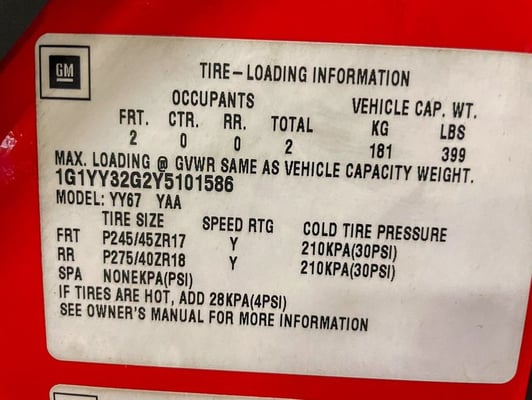 GM
TIRE-LOADING INFORMATION
OCCUPANTS VEHICLE CAP. WT.
FRT. CTR. RR. TOTAL KG LBS
2 0 0 2 181 399
MAX. LOADING @ GVWR SAME AS VEHICLE CAPACITY WEIGHT.
1G1YY32G2Y5101586
MODEL: YY67 YAA
TIRE SIZE SPEED RTG COLD TIRE PRESSURE
FRT P245/45ZR17 Y 210KPA(30PSI)
RR P275/40ZR18 Y 210KPA(30PSI)
SPA NONEKPA(PSI)
IF TIRES ARE HOT, ADD 28KPA(4PSI)
SEE OWNER'S MANUAL FOR MORE INFORMATION